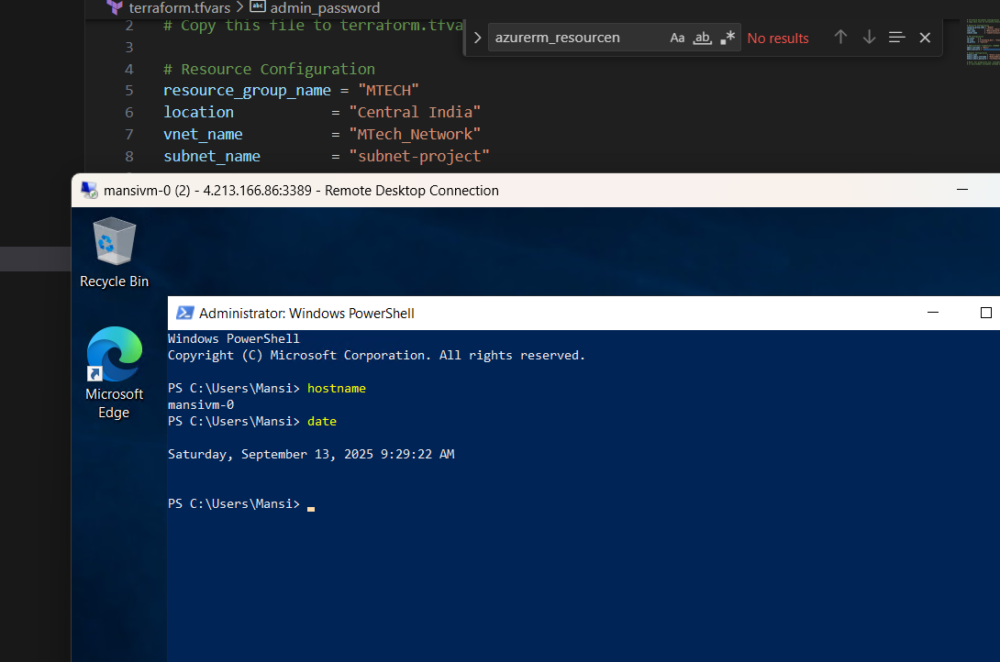 terraform.tfvars > abc admin_password
2 # Copy this file to terraform.tfva
azurerm_resourcen Aa ab .* No results
3
4 # Resource Configuration
5 resource_group_name = "MTECH"
6 location = "Central India"
7 vnet_name = "MTech_Network"
8 subnet_name = "subnet-project"
mansivm-0 (2) - 4.213.166.86:3389 - Remote Desktop Connection
Recycle Bin
Administrator: Windows PowerShell
Windows PowerShell
Copyright (C) Microsoft Corporation. All rights reserved.
Microsoft
Edge
PS C:\Users\Mansi> hostname
mansivm-0
PS C:\Users\Mansi> date
Saturday, September 13, 2025 9:29:22 AM
PS C:\Users\Mansi>